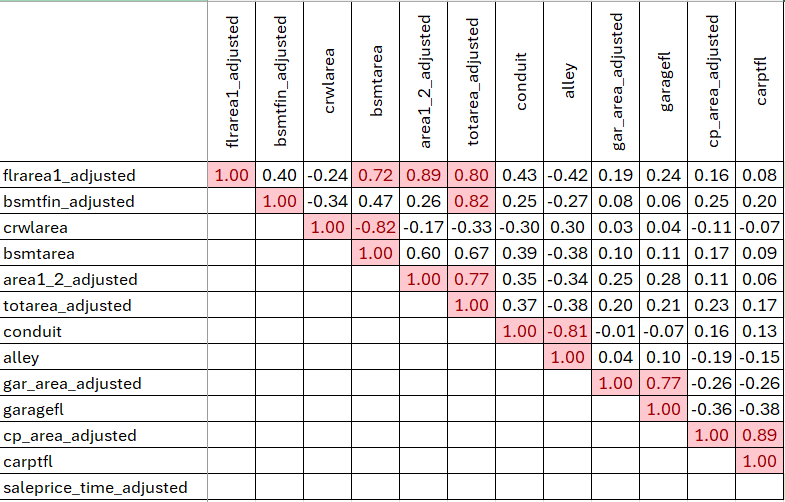 flrarea1_adjusted bsmtfin_adjusted crwlarea bsmtarea area1_2_adjusted totarea_adjusted conduit alley gar_area_adjusted garagefl cp_area_adjusted carptfl
flrarea1_adjusted 1.00 0.40 -0.24 0.72 0.89 0.80 0.43 -0.42 0.19 0.24 0.16 0.08
bsmtfin_adjusted 1.00 -0.34 0.47 0.26 0.82 0.25 -0.27 0.08 0.06 0.25 0.20
crwlarea 1.00 -0.82 -0.17 -0.33 -0.30 0.30 0.03 0.04 -0.11 -0.07
bsmtarea 1.00 0.60 0.67 0.39 -0.38 0.10 0.11 0.17 0.09
area1_2_adjusted 1.00 0.77 0.35 -0.34 0.25 0.28 0.11 0.06
totarea_adjusted 1.00 0.37 -0.38 0.20 0.21 0.23 0.17
conduit 1.00 -0.81 -0.01 -0.07 0.16 0.13
alley 1.00 0.04 0.10 -0.19 -0.15
gar_area_adjusted 1.00 0.77 -0.26 -0.26
garagefl 1.00 -0.36 -0.38
cp_area_adjusted 1.00 0.89
carptfl 1.00
saleprice_time_adjusted